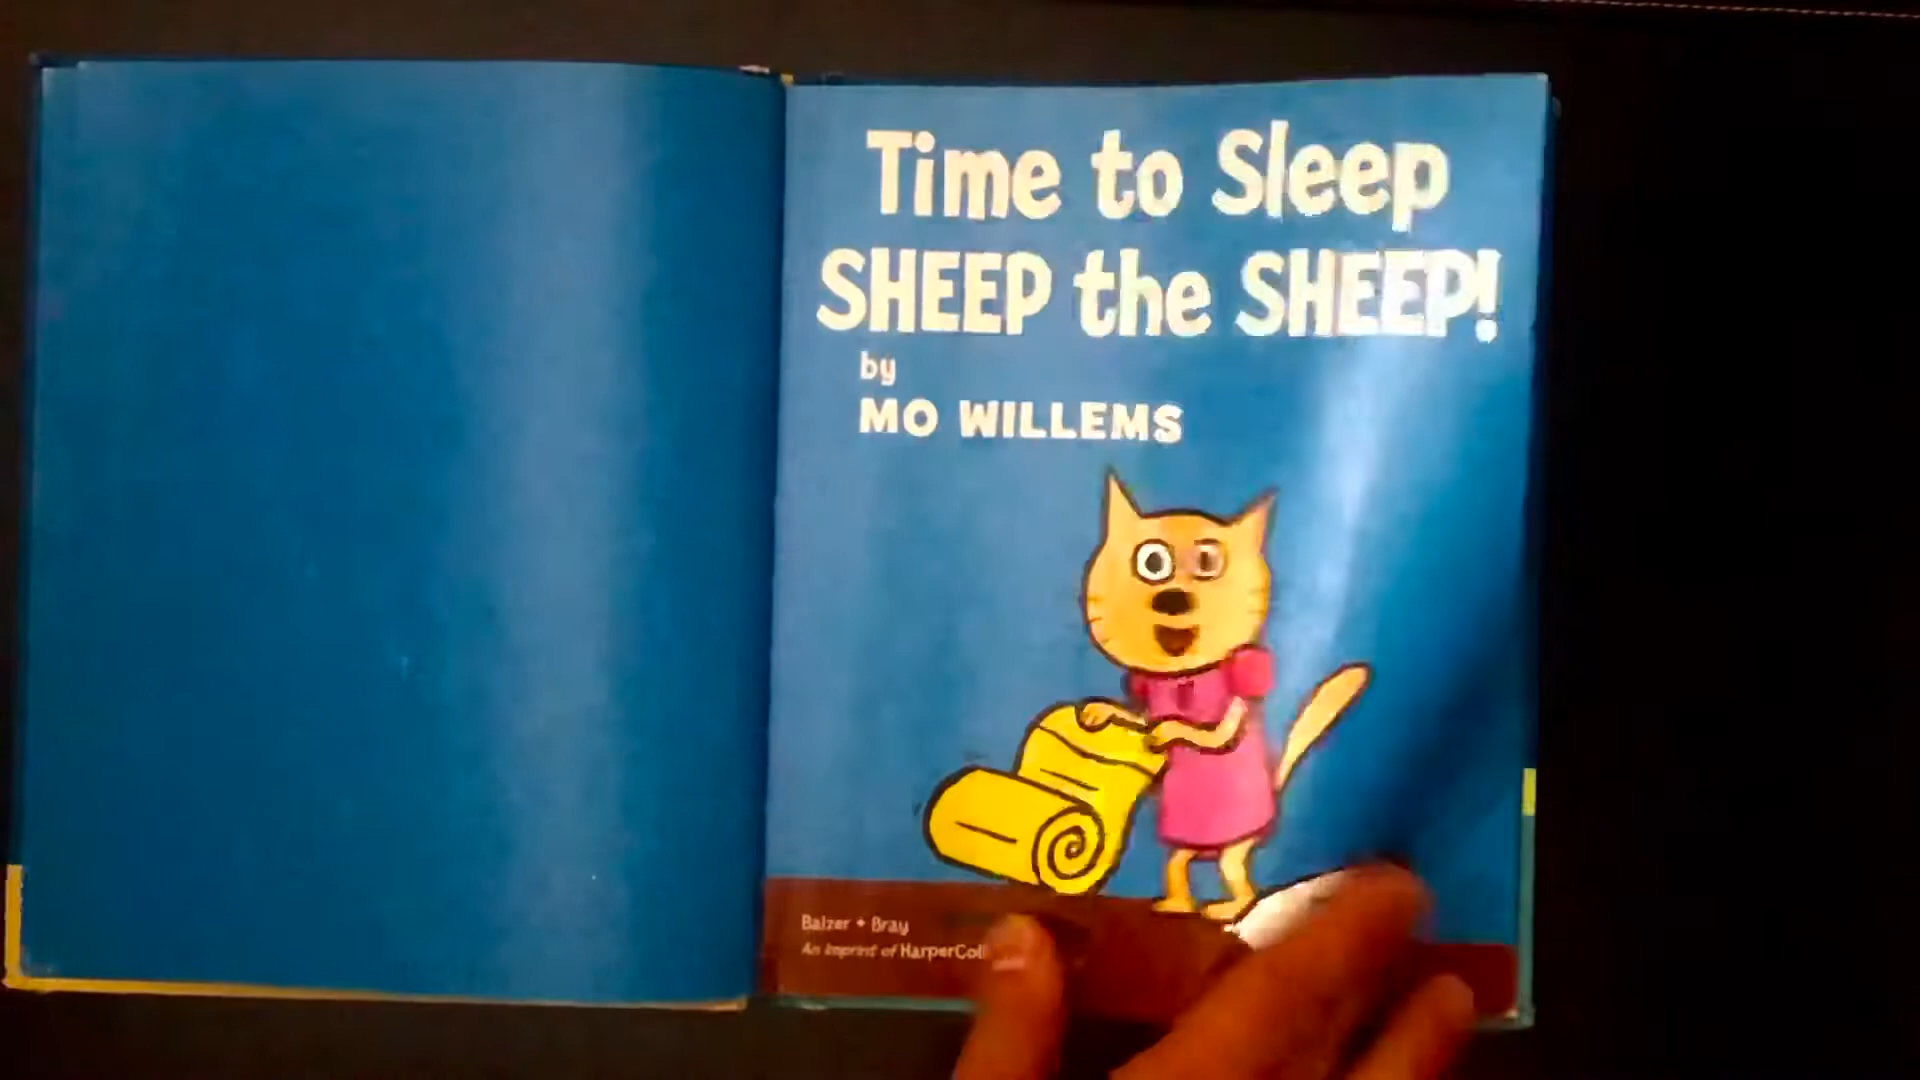 Time to Sleep
SHEEP the SHEEP!
by
MO WILLEMS
Balzer + Bray
An Imprint of